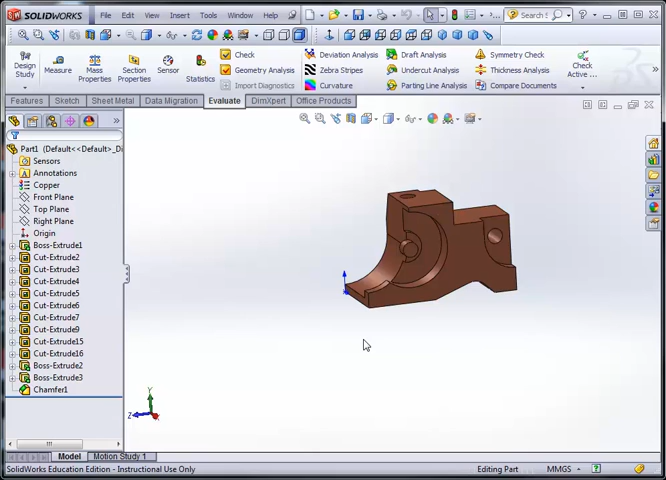 SOLIDWORKS File Edit View Insert Tools Window Help Search S
Design
Study
Measure
Mass
Properties
Section
Properties
Sensor
Statistics
Check
Geometry Analysis
Import Diagnostics
Deviation Analysis
Zebra Stripes
Curvature
Draft Analysis
Undercut Analysis
Parting Line Analysis
Symmetry Check
Thickness Analysis
Compare Documents
Check
Active ...
Features Sketch Sheet Metal Data Migration Evaluate DimXpert Office Products
Part1 (Default<<Default>_Di
Sensors
Annotations
Copper
Front Plane
Top Plane
Right Plane
Origin
Boss-Extrude1
Cut-Extrude2
Cut-Extrude3
Cut-Extrude4
Cut-Extrude5
Cut-Extrude6
Cut-Extrude7
Cut-Extrude9
Cut-Extrude15
Cut-Extrude16
Boss-Extrude2
Boss-Extrude3
Chamfer1
Y
Z
Model Motion Study 1
SolidWorks Education Edition - Instructional Use Only Editing Part MMGS